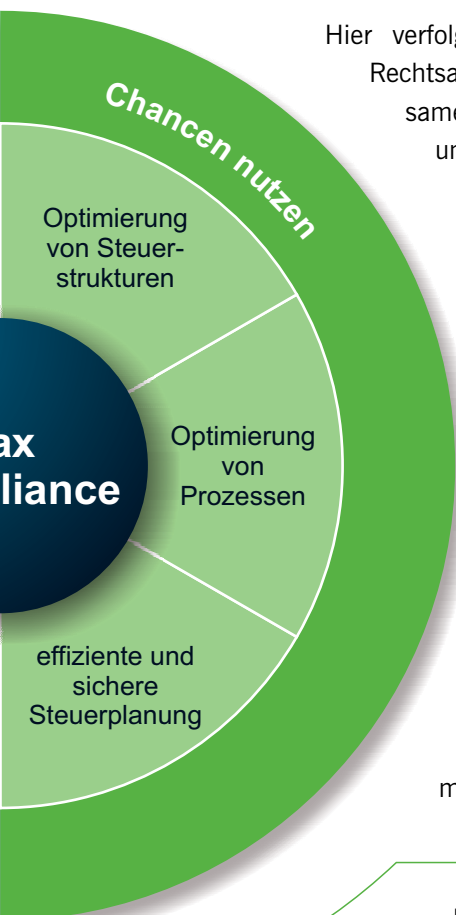 Hier verfolg
Rechtsa
same
un
Chancen nutzen
Optimierung
von Steuer-
strukturen
ax
liance
Optimierung
von
Prozessen
effiziente und
sichere
Steuerplanung
m